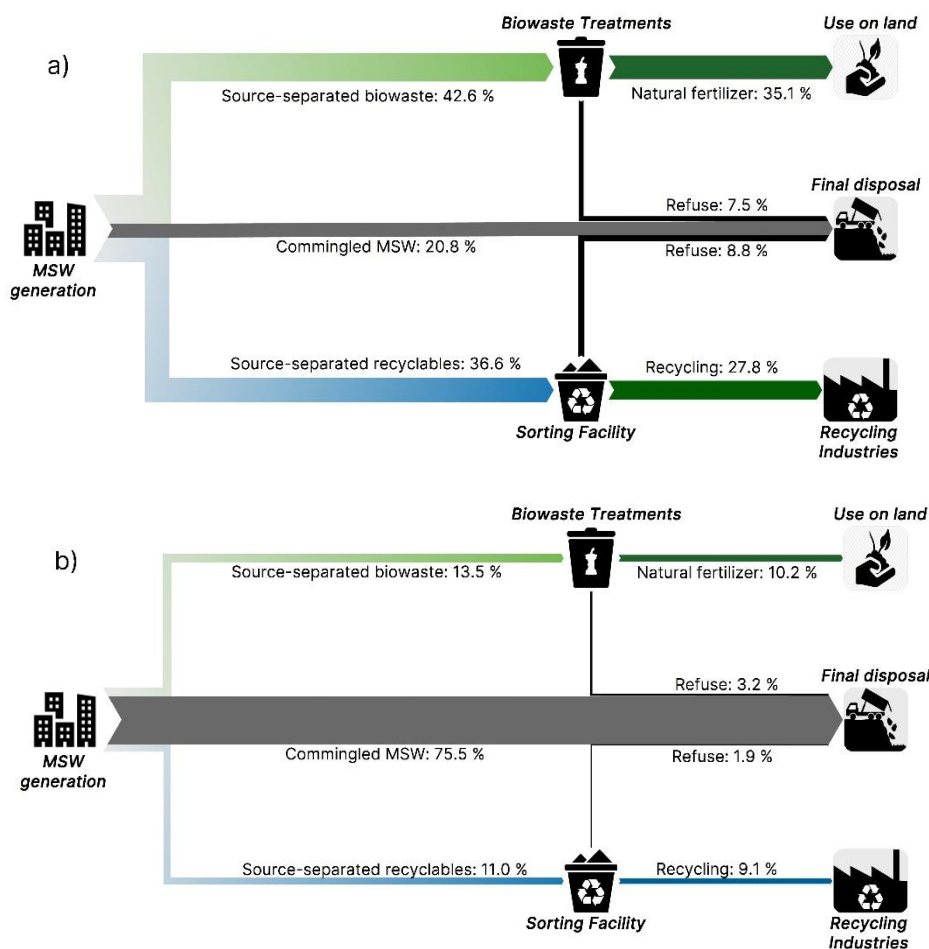 a)
Biowaste Treatments
Use on land
Source-separated biowaste: 42.6 %
Natural fertilizer: 35.1 %
Final disposal
Refuse: 7.5 %
Commingled MSW: 20.8 %
Refuse: 8.8 %
MSW
generation
Source-separated recyclables: 36.6 %
Recycling: 27.8 %
Sorting Facility
Recycling
Industries
b)
Biowaste Treatments
Use on land
Source-separated biowaste: 13.5 %
Natural fertilizer: 10.2 %
Final disposal
Refuse: 3.2 %
Commingled MSW: 75.5 %
Refuse: 1.9 %
MSW
generation
Source-separated recyclables: 11.0 %
Recycling: 9.1 %
Sorting Facility
Recycling
Industries